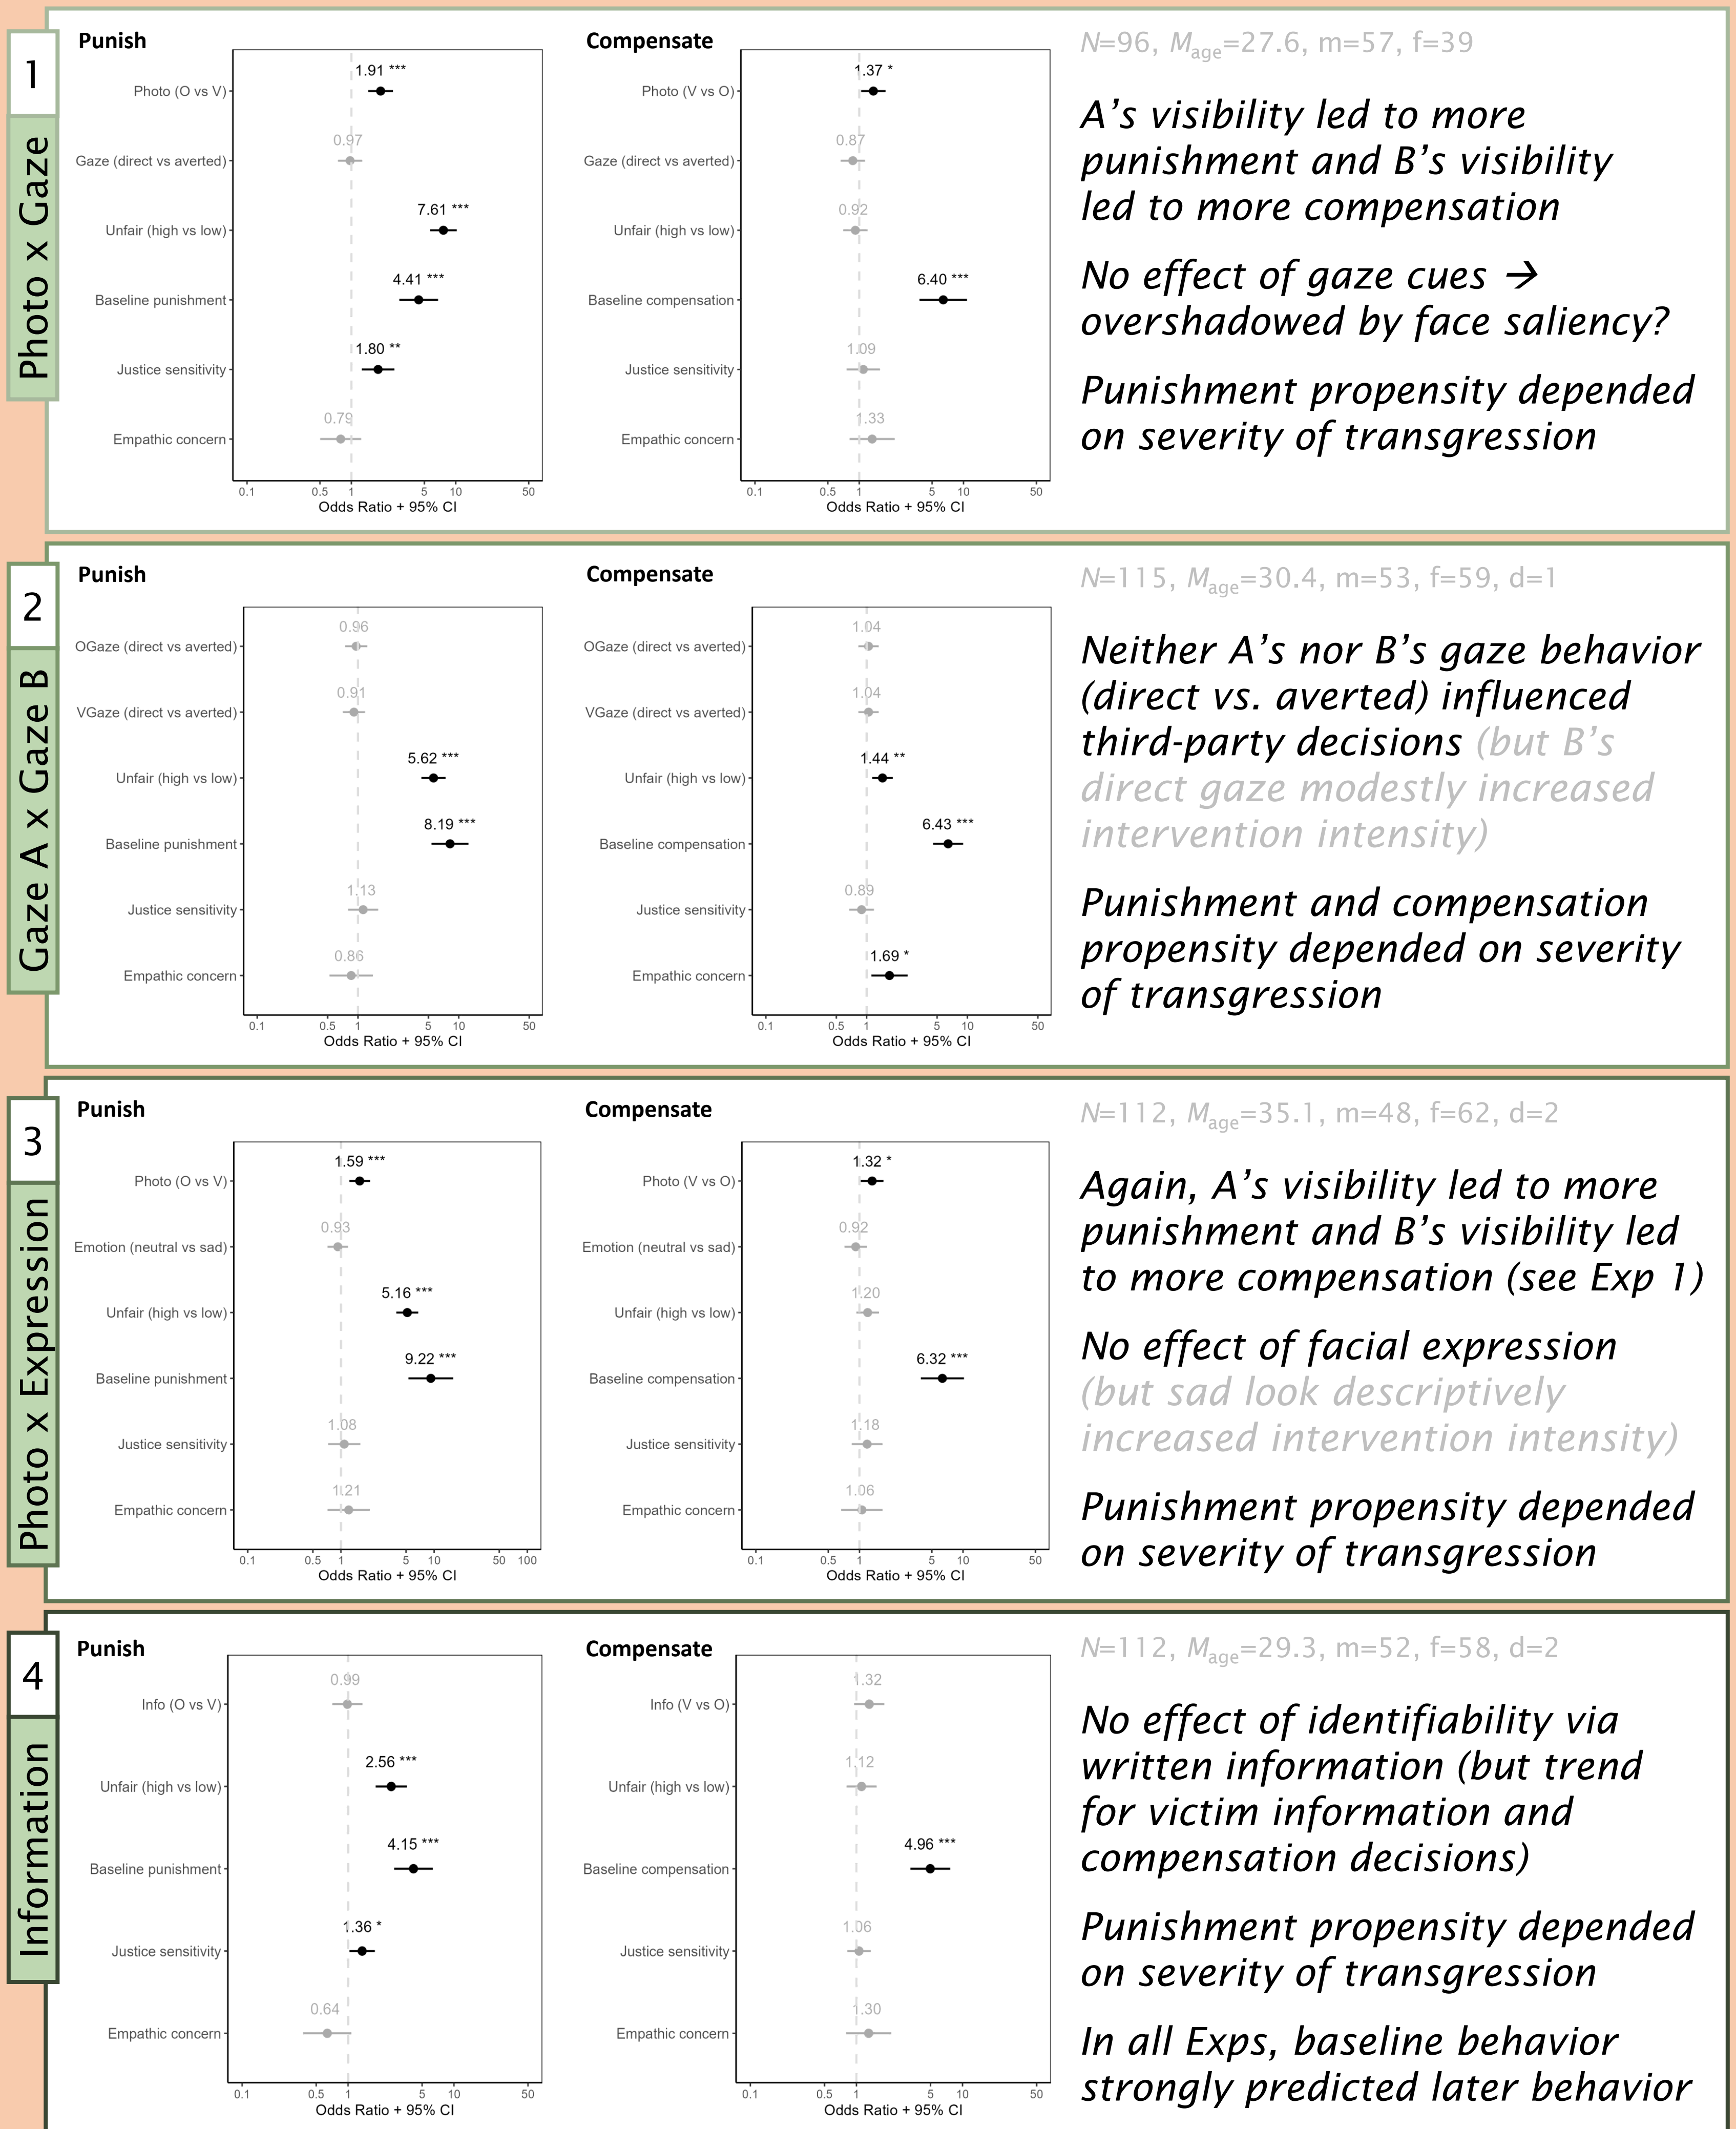 1
Photo x Gaze
Punish
1.91 ***
Photo (O vs V)
0.97
Gaze (direct vs averted)
7.61 ***
Unfair (high vs low)
4.41 ***
Baseline punishment
1.80 **
Justice sensitivity
0.79
Empathic concern
0.1 0.5 1 5 10 50
Odds Ratio + 95% CI
Compensate
1.37 *
Photo (V vs O)
0.87
Gaze (direct vs averted)
0.92
Unfair (high vs low)
6.40 ***
Baseline compensation
1.09
Justice sensitivity
1.33
Empathic concern
0.1 0.5 1 5 10 50
Odds Ratio + 95% CI
N=96, Mage=27.6, m=57, f=39
A’s visibility led to more
punishment and B’s visibility
led to more compensation
No effect of gaze cues →
overshadowed by face saliency?
Punishment propensity depended
on severity of transgression
2
Gaze A x Gaze B
Punish
0.96
OGaze (direct vs averted)
0.91
VGaze (direct vs averted)
5.62 ***
Unfair (high vs low)
8.19 ***
Baseline punishment
1.13
Justice sensitivity
0.86
Empathic concern
0.1 0.5 1 5 10 50
Odds Ratio + 95% CI
Compensate
1.04
OGaze (direct vs averted)
1.04
VGaze (direct vs averted)
1.44 **
Unfair (high vs low)
6.43 ***
Baseline compensation
0.89
Justice sensitivity
1.69 *
Empathic concern
0.1 0.5 1 5 10 50
Odds Ratio + 95% CI
N=115, Mage=30.4, m=53, f=59, d=1
Neither A’s nor B’s gaze behavior
(direct vs. averted) influenced
third-party decisions (but B’s
direct gaze modestly increased
intervention intensity)
Punishment and compensation
propensity depended on severity
of transgression
3
Photo x Expression
Punish
1.59 ***
Photo (O vs V)
0.93
Emotion (neutral vs sad)
5.16 ***
Unfair (high vs low)
9.22 ***
Baseline punishment
1.08
Justice sensitivity
1.21
Empathic concern
0.1 0.5 1 5 10 50 100
Odds Ratio + 95% CI
Compensate
1.32 *
Photo (V vs O)
0.92
Emotion (neutral vs sad)
1.20
Unfair (high vs low)
6.32 ***
Baseline compensation
1.18
Justice sensitivity
1.06
Empathic concern
0.1 0.5 1 5 10 50
Odds Ratio + 95% CI
N=112, Mage=35.1, m=48, f=62, d=2
Again, A’s visibility led to more
punishment and B’s visibility led
to more compensation (see Exp 1)
No effect of facial expression
(but sad look descriptively
increased intervention intensity)
Punishment propensity depended
on severity of transgression
4
Information
Punish
0.99
Info (O vs V)
2.56 ***
Unfair (high vs low)
4.15 ***
Baseline punishment
1.36 *
Justice sensitivity
0.64
Empathic concern
0.1 0.5 1 5 10 50
Odds Ratio + 95% CI
Compensate
1.32
Info (V vs O)
1.12
Unfair (high vs low)
4.96 ***
Baseline compensation
1.06
Justice sensitivity
1.30
Empathic concern
0.1 0.5 1 5 10 50
Odds Ratio + 95% CI
N=112, Mage=29.3, m=52, f=58, d=2
No effect of identifiability via
written information (but trend
for victim information and
compensation decisions)
Punishment propensity depended
on severity of transgression
In all Exps, baseline behavior
strongly predicted later behavior